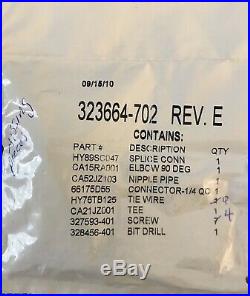 09/15/10
323664-702 REV. E
CONTAINS:
PART # DESCRIPTION QTY
HY89SC047 SPLICE CONN 1
CA15RA001 ELBOW 90 DEG 1
CA52JZ103 NIPPLE PIPE 1
66175D55 CONNECTOR-1/4 QC
HY76TB125 TIE WIRE
CA21JZ001 TEE 1
327593-401 SCREW 4
328456-401 BIT DRILL 1